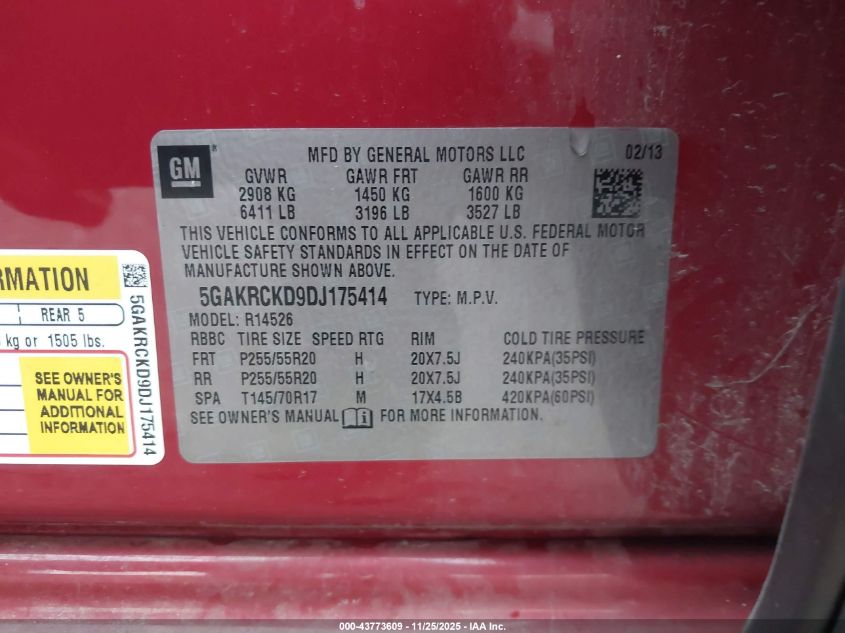 GM
MFD BY GENERAL MOTORS LLC 02/13
GVWR GAWR FRT GAWR RR
2908 KG 1450 KG 1600 KG
6411 LB 3196 LB 3527 LB
THIS VEHICLE CONFORMS TO ALL APPLICABLE U.S. FEDERAL MOTOR
VEHICLE SAFETY STANDARDS IN EFFECT ON THE DATE OF
MANUFACTURE SHOWN ABOVE.
5GAKRCKD9DJ175414 TYPE: M.P.V.
MODEL: R14526
RBBC TIRE SIZE SPEED RTG RIM COLD TIRE PRESSURE
FRT P255/55R20 H 20X7.5J 240KPA(35PSI)
RR P255/55R20 H 20X7.5J 240KPA(35PSI)
SPA T145/70R17 M 17X4.5B 420KPA(60PSI)
SEE OWNER'S MANUAL FOR MORE INFORMATION.
REAR 5
kg or 1505 lbs.
SEE OWNER'S
MANUAL FOR
ADDITIONAL
INFORMATION
5GAKRCKD9DJ175414
000-43773609 - 11/25/2025 - IAA Inc.